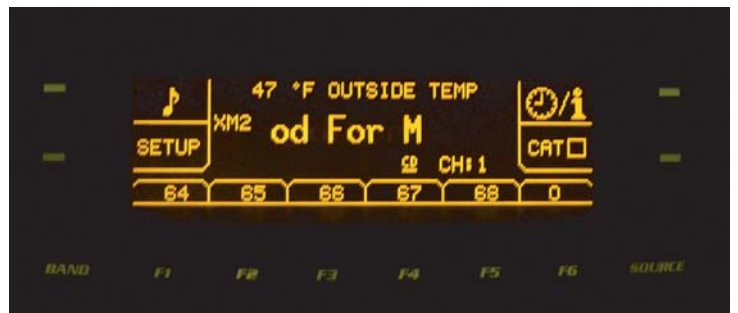 47 °F OUTSIDE TEMP
XM2 od For M
SETUP
CD CH:1
CAT
64 65 66 67 68 0
BAND F1 F2 F3 F4 F5 F6 SOURCE